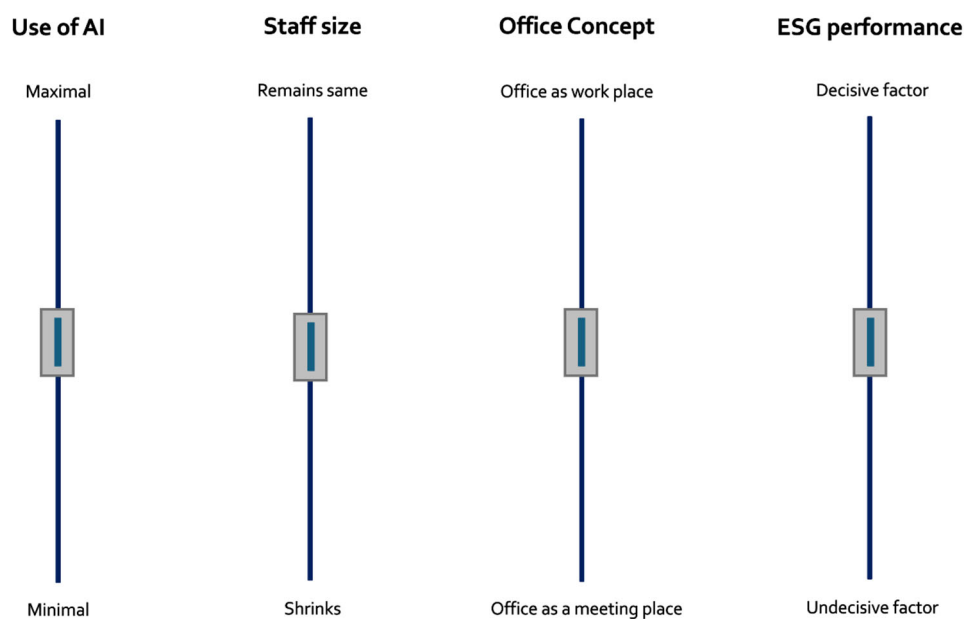 Use of AI
Staff size
Office Concept
ESG performance
Maximal
Remains same
Office as work place
Decisive factor
Minimal
Shrinks
Office as a meeting place
Undecisive factor